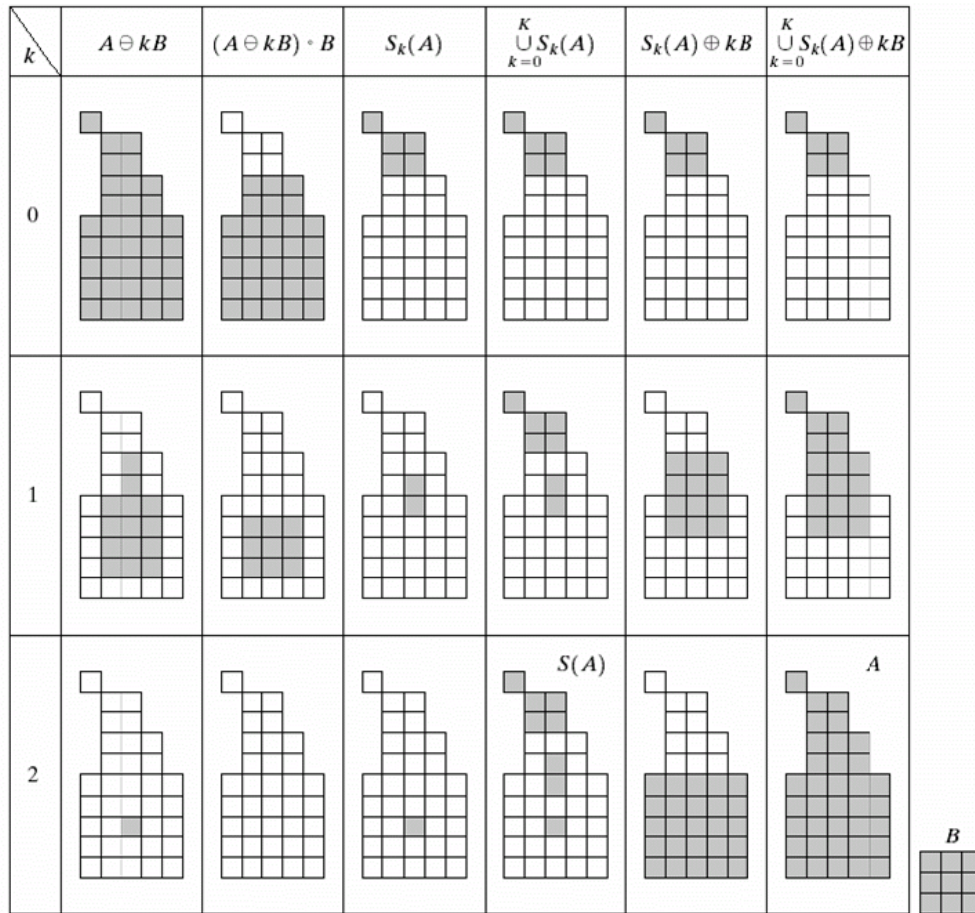 k
A ⊖ kB
(A ⊖ kB) ∘ B
S_k(A)
K ∪ k=0 S_k(A)
S_k(A) ⊕ kB
K ∪ k=0 S_k(A) ⊕ kB
0
1
2
S(A)
A
B